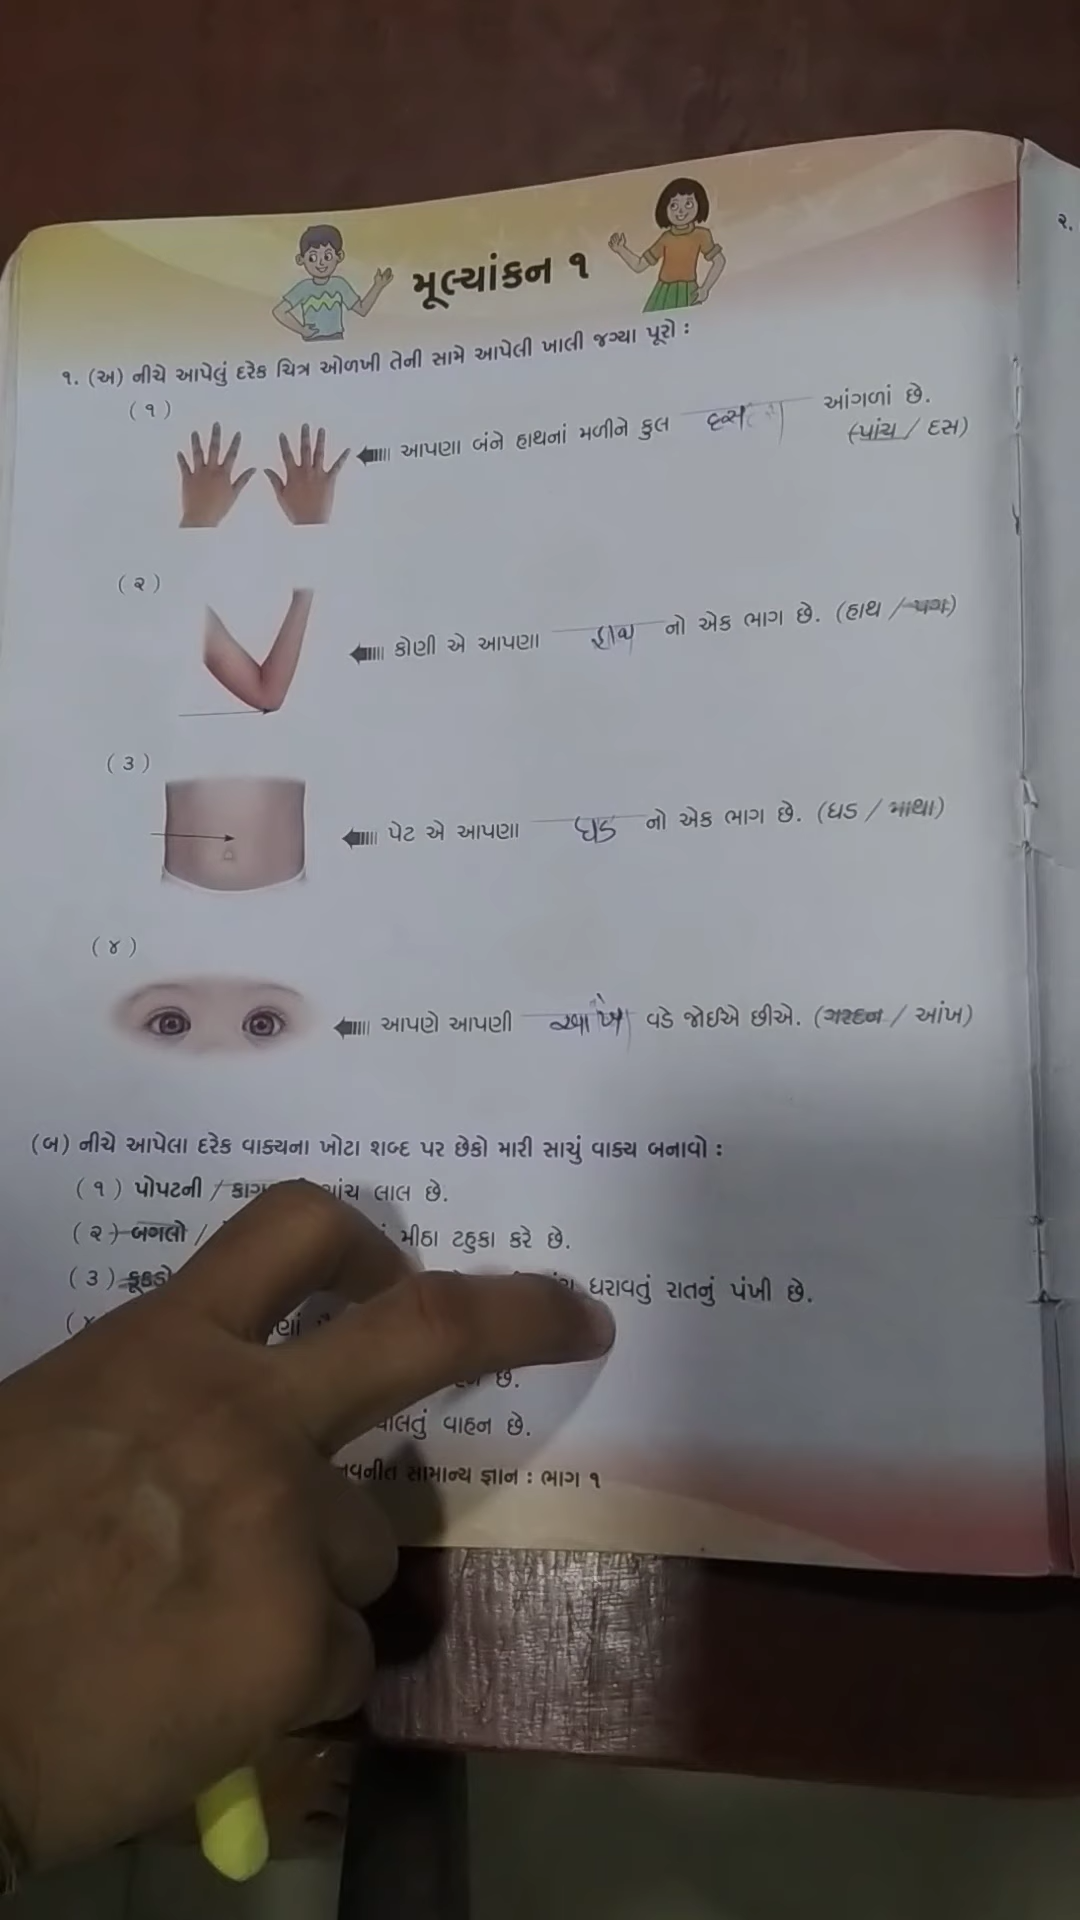 મૂલ્યાંકન ૧
૨.
૧. (અ) નીચે આપેલું દરેક ચિત્ર ઓળખી તેની સામે આપેલી ખાલી જગ્યા પૂરો :
(૧)
આપણા બંને હાથનાં મળીને કુલ દસ આંગળાં છે.
(પાંચ / દસ)
(૨)
કોણી એ આપણા હાથ નો એક ભાગ છે. (હાથ / પગ)
(૩)
પેટ એ આપણા ધડ નો એક ભાગ છે. (ધડ / માથા)
(૪)
આપણે આપણી આંખ વડે જોઈએ છીએ. (ગરદન / આંખ)
(બ) નીચે આપેલા દરેક વાક્યના ખોટા શબ્દ પર છેકો મારી સાચું વાક્ય બનાવો :
(૧) પોપટની / લાલ છે.
(૨) બગલો / મીઠા ટહુકા કરે છે.
(૩) ધરાવતું રાતનું પંખી છે.
છે.
વાહન છે.
સામાન્ય જ્ઞાન : ભાગ ૧